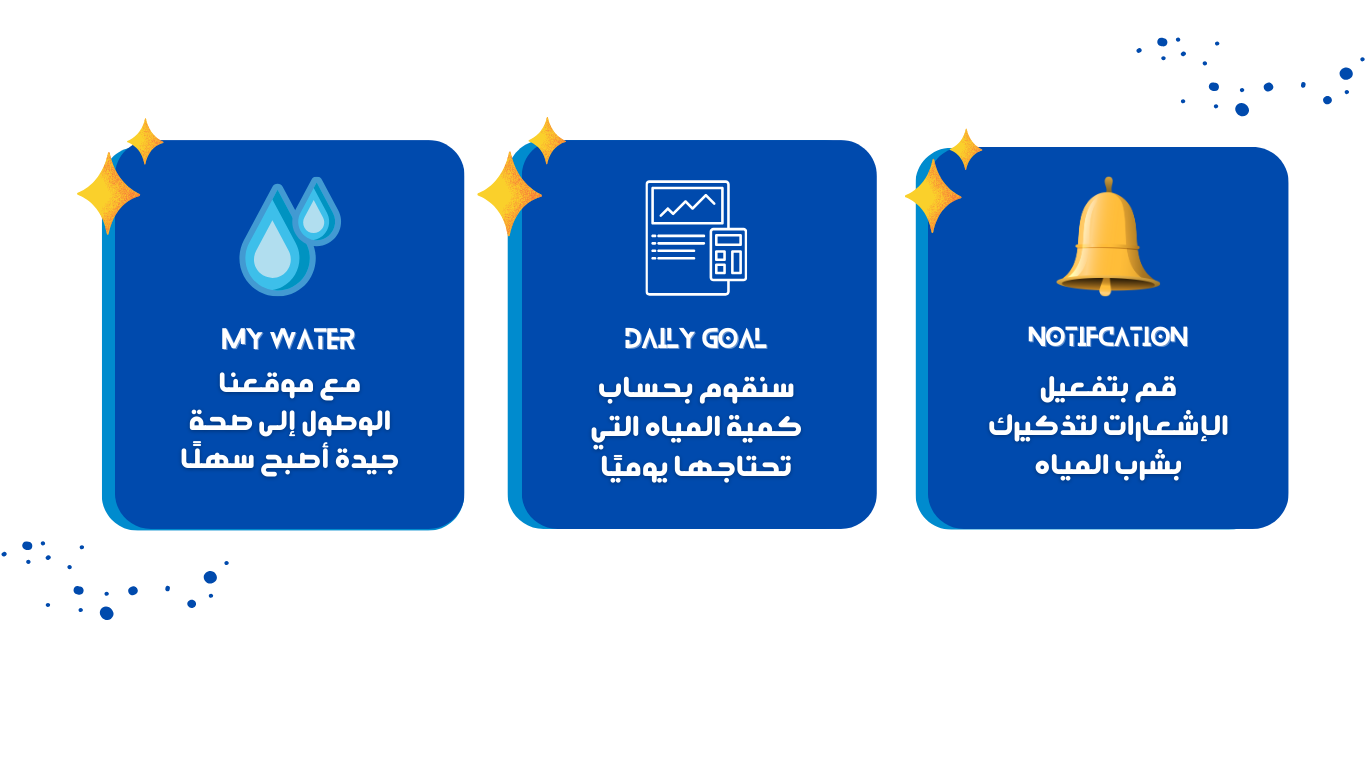 MY WATER
مع موقعنا
الوصول إلى صحة
جيدة أصبح سهلًا
DAILY GOAL
سنقوم بحساب
كمية المياه التي
تحتاجها يوميًا
NOTIFCATION
قم بتفعيل
الإشعارات لتذكيرك
بشرب المياه